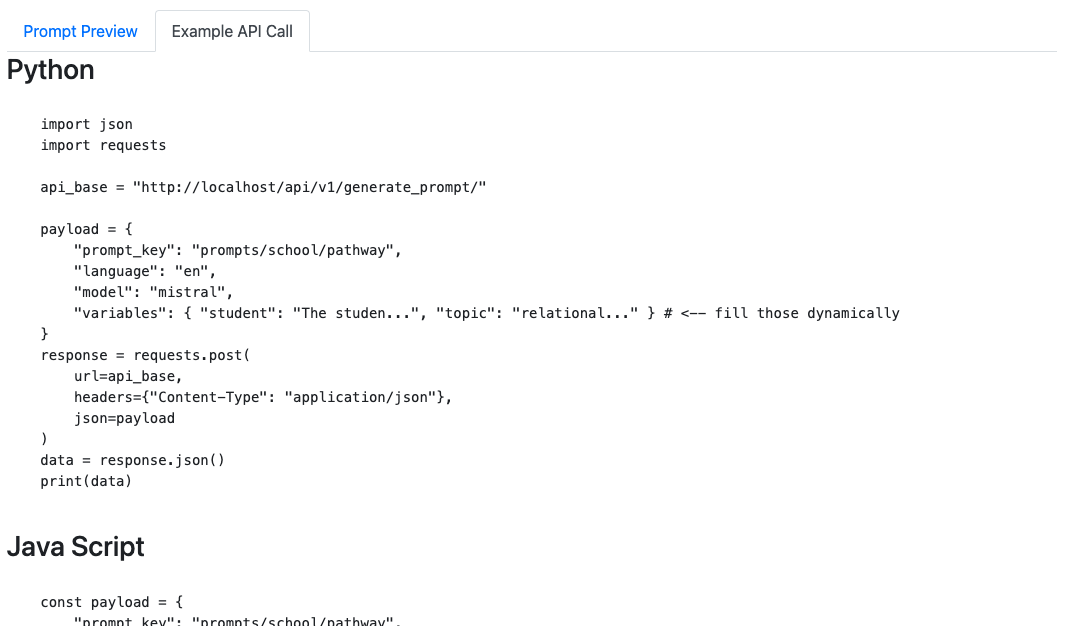 Prompt Preview
Example API Call
Python
import json
import requests
api_base = "http://localhost/api/v1/generate_prompt/"
payload = {
    "prompt_key": "prompts/school/pathway",
    "language": "en",
    "model": "mistral",
    "variables": { "student": "The studen...", "topic": "relational..." } # <-- fill those dynamically
}
response = requests.post(
    url=api_base,
    headers={"Content-Type": "application/json"},
    json=payload
)
data = response.json()
print(data)
Java Script
const payload = {
    "prompt_key": "prompts/school/pathway",